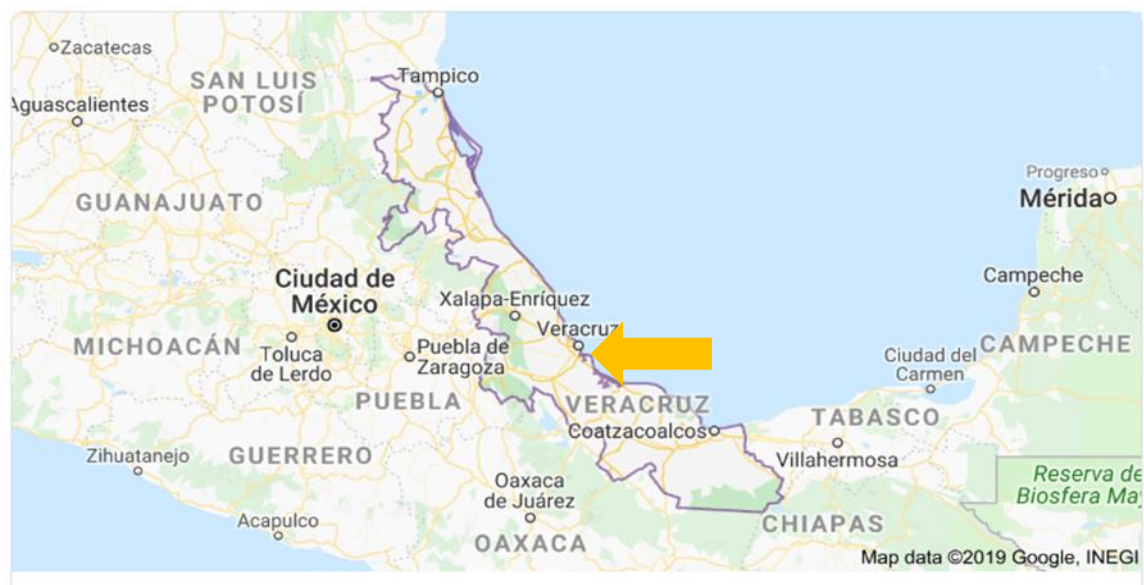 Zacatecas
SAN LUIS
POTOSÍ
Tampico
Aguascalientes
GUANAJUATO
Progreso
Mérida
Ciudad de
México
Xalapa-Enríquez
Campeche
Veracruz
MICHOACÁN
Toluca
de Lerdo
Puebla de
Zaragoza
Ciudad del
Carmen
CAMPECHE
PUEBLA
VERACRUZ
TABASCO
Coatzacoalcos
Zihuatanejo
GUERRERO
Villahermosa
Oaxaca
de Juárez
Reserva de
Biosfera Ma
Acapulco
OAXACA
CHIAPAS
Map data ©2019 Google, INEGI